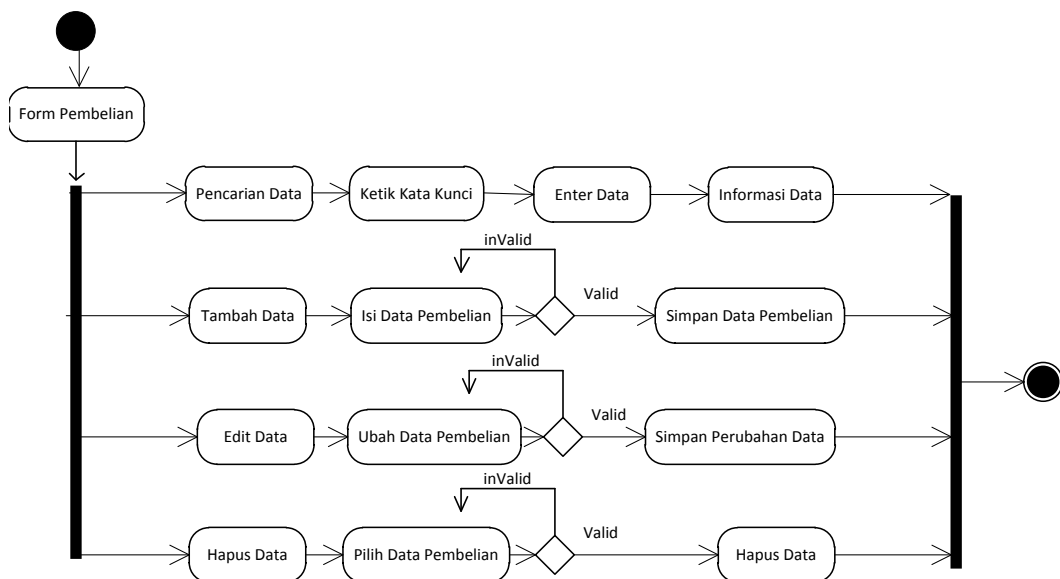 Form Pembelian
Pencarian Data
Ketik Kata Kunci
Enter Data
Informasi Data
inValid
Tambah Data
Isi Data Pembelian
Valid
Simpan Data Pembelian
inValid
Edit Data
Ubah Data Pembelian
Valid
Simpan Perubahan Data
inValid
Hapus Data
Pilih Data Pembelian
Valid
Hapus Data